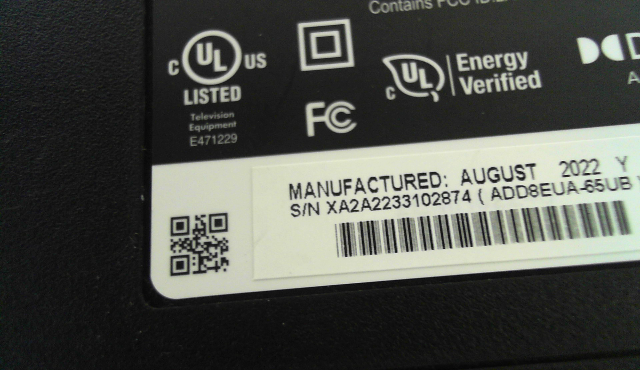 Contains FCC ID:
C UL US
LISTED
Television
Equipment
E471229
FC
C UL
Energy
Verified
A
MANUFACTURED: AUGUST 2022 Y
S/N XA2A2233102874 ( ADD8EUA-65UB